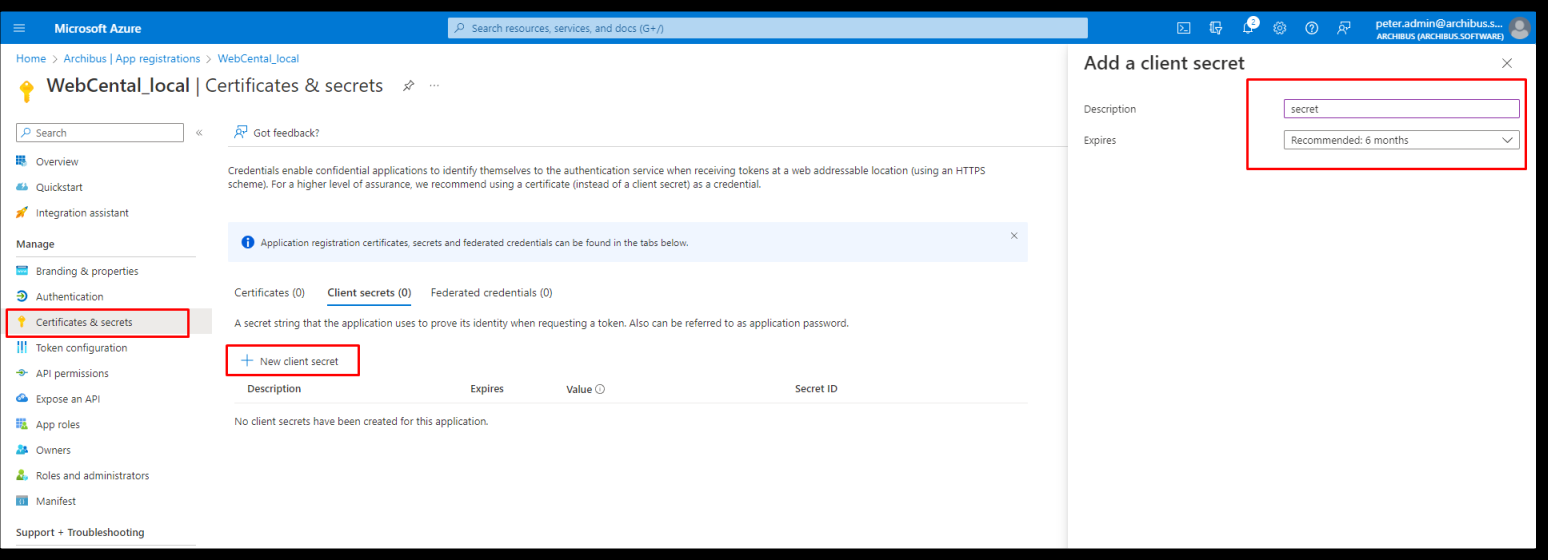 Microsoft Azure
Search resources, services, and docs (G+/)
2
peter.admin@archibus.s...
ARCHIBUS (ARCHIBUS.SOFTWARE)
Home > Archibus | App registrations > WebCental_local
WebCental_local | Certificates & secrets
Search
Overview
Quickstart
Integration assistant
Manage
Branding & properties
Authentication
Certificates & secrets
Token configuration
API permissions
Expose an API
App roles
Owners
Roles and administrators
Manifest
Support + Troubleshooting
Got feedback?
Credentials enable confidential applications to identify themselves to the authentication service when receiving tokens at a web addressable location (using an HTTPS
scheme). For a higher level of assurance, we recommend using a certificate (instead of a client secret) as a credential.
Application registration certificates, secrets and federated credentials can be found in the tabs below.
Certificates (0) Client secrets (0) Federated credentials (0)
A secret string that the application uses to prove its identity when requesting a token. Also can be referred to as application password.
New client secret
Description Expires Value Secret ID
No client secrets have been created for this application.
Add a client secret
Description secret
Expires Recommended: 6 months